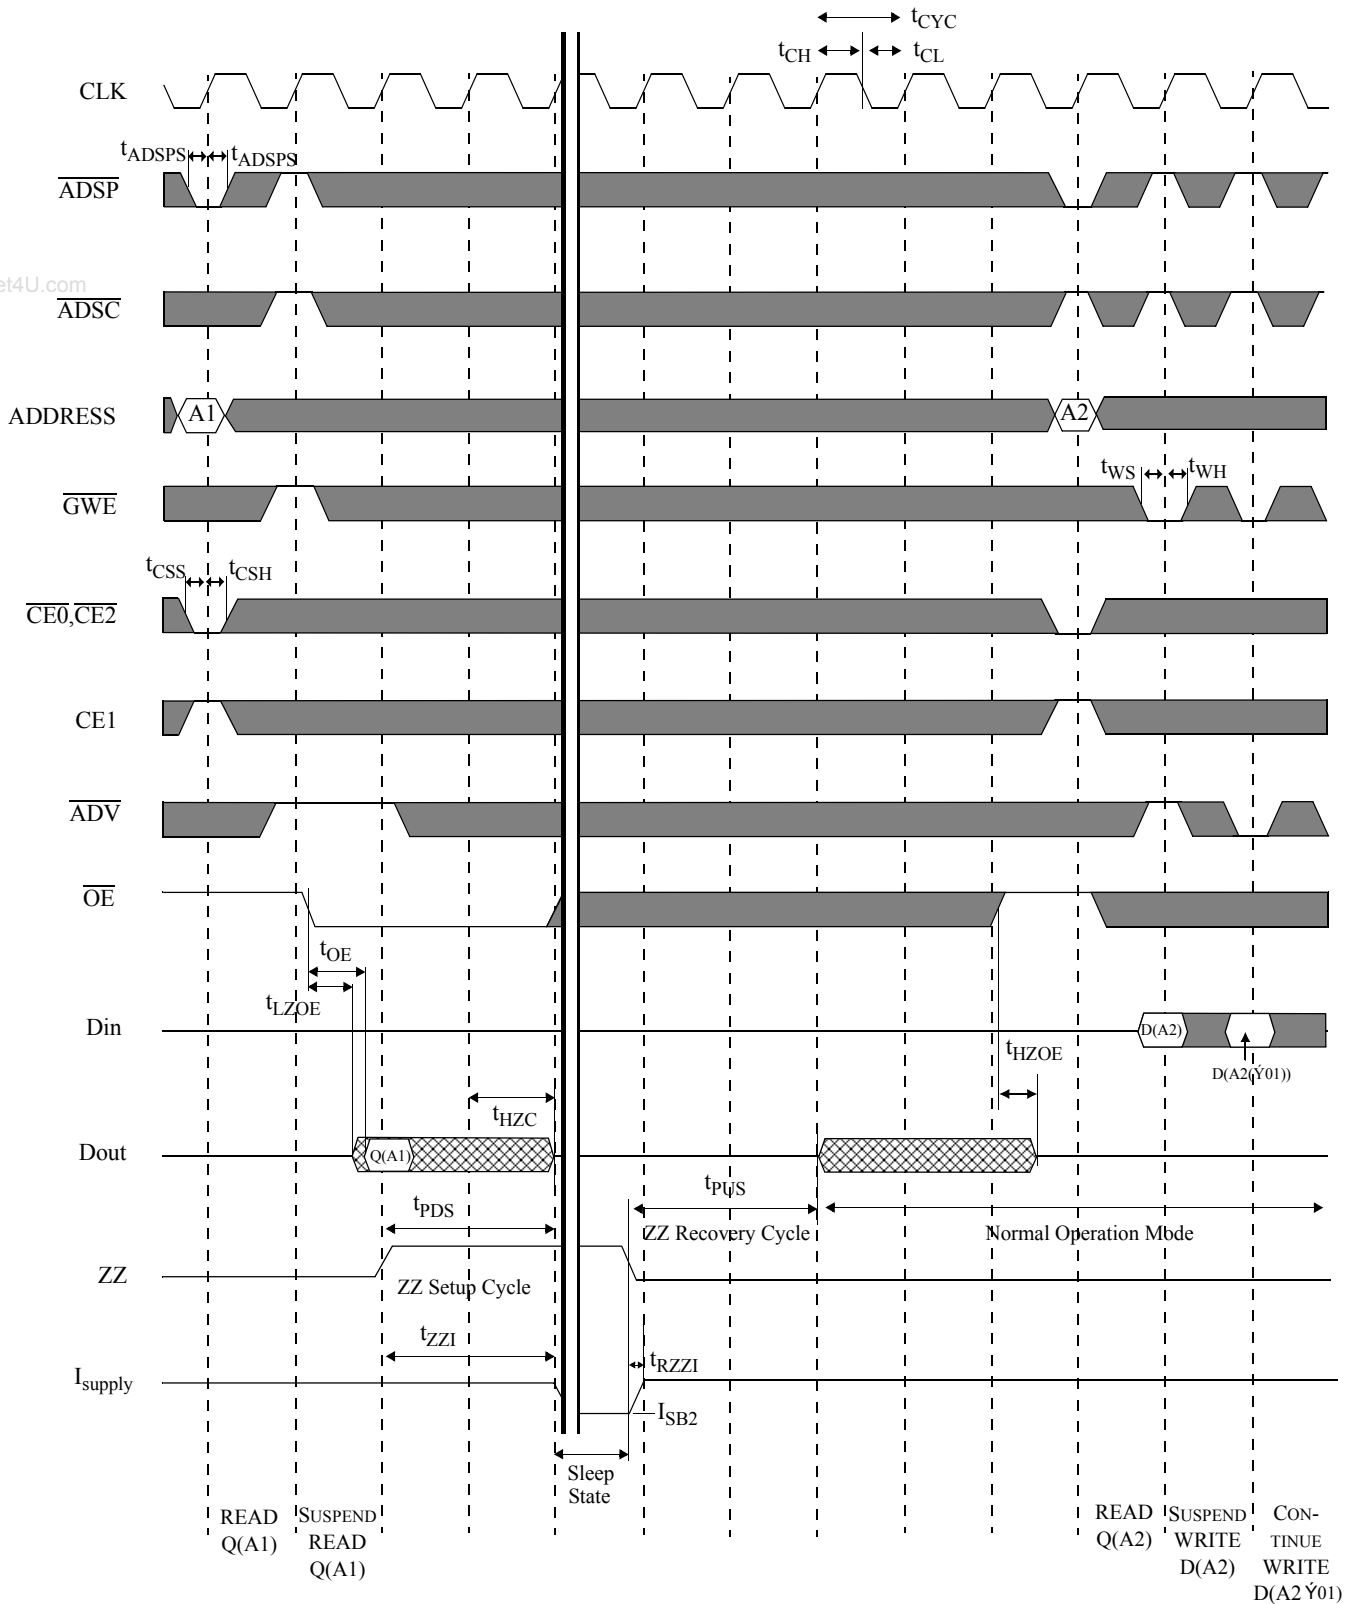 tCYC
tCH tCL
CLK
tADSPS tADSPS
ADSP
et4U.com
ADSC
ADDRESS A1 A2
tWS tWH
GWE
tCSS tCSH
CE0,CE2
CE1
ADV
OE
tOE
tLZOE
Din D(A2)
tHZOE
D(A2(Ý01))
tHZC
Dout Q(A1)
tPUS
tPDS
ZZ Recovery Cycle Normal Operation Mode
ZZ
ZZ Setup Cycle
tZZI
tRZZI
Isupply
ISB2
Sleep
State
READ
Q(A1)
SUSPEND
READ
Q(A1)
READ
Q(A2)
SUSPEND
WRITE
D(A2)
CON-
TINUE
WRITE
D(A2Ý01)